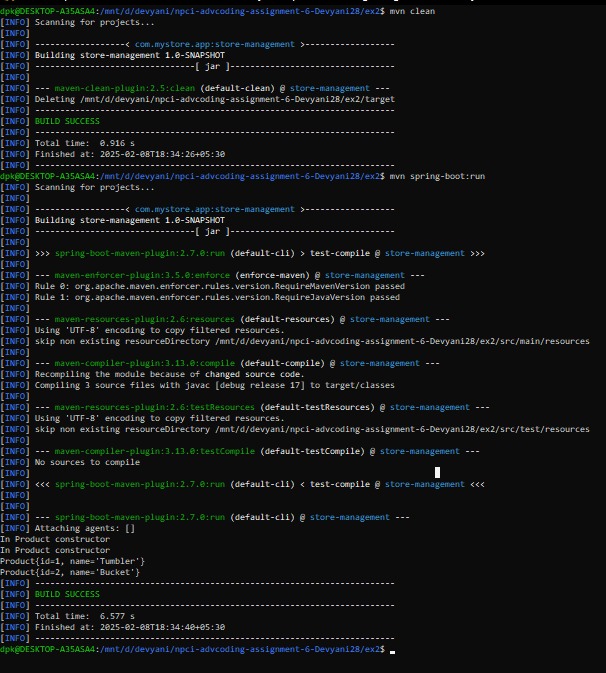 dpk@DESKTOP-A35ASA4:/mnt/d/devyani/npci-advcoding-assignment-6-Devyani28/ex2$ mvn clean
[INFO] Scanning for projects...
[INFO]
[INFO] ------------------< com.mystore.app:store-management >------------------
[INFO] Building store-management 1.0-SNAPSHOT
[INFO] --------------------------------[ jar ]---------------------------------
[INFO]
[INFO] --- maven-clean-plugin:2.5:clean (default-clean) @ store-management ---
[INFO] Deleting /mnt/d/devyani/npci-advcoding-assignment-6-Devyani28/ex2/target
[INFO] ------------------------------------------------------------------------
[INFO] BUILD SUCCESS
[INFO] ------------------------------------------------------------------------
[INFO] Total time:  0.916 s
[INFO] Finished at: 2025-02-08T18:34:26+05:30
[INFO] ------------------------------------------------------------------------
dpk@DESKTOP-A35ASA4:/mnt/d/devyani/npci-advcoding-assignment-6-Devyani28/ex2$ mvn spring-boot:run
[INFO] Scanning for projects...
[INFO]
[INFO] ------------------< com.mystore.app:store-management >------------------
[INFO] Building store-management 1.0-SNAPSHOT
[INFO] --------------------------------[ jar ]---------------------------------
[INFO]
[INFO] >>> spring-boot-maven-plugin:2.7.0:run (default-cli) > test-compile @ store-management >>>
[INFO]
[INFO] --- maven-enforcer-plugin:3.5.0:enforce (enforce-maven) @ store-management ---
[INFO] Rule 0: org.apache.maven.enforcer.rules.version.RequireMavenVersion passed
[INFO] Rule 1: org.apache.maven.enforcer.rules.version.RequireJavaVersion passed
[INFO]
[INFO] --- maven-resources-plugin:2.6:resources (default-resources) @ store-management ---
[INFO] Using 'UTF-8' encoding to copy filtered resources.
[INFO] skip non existing resourceDirectory /mnt/d/devyani/npci-advcoding-assignment-6-Devyani28/ex2/src/main/resources
[INFO]
[INFO] --- maven-compiler-plugin:3.13.0:compile (default-compile) @ store-management ---
[INFO] Recompiling the module because of changed source code.
[INFO] Compiling 3 source files with javac [debug release 17] to target/classes
[INFO]
[INFO] --- maven-resources-plugin:2.6:testResources (default-testResources) @ store-management ---
[INFO] Using 'UTF-8' encoding to copy filtered resources.
[INFO] skip non existing resourceDirectory /mnt/d/devyani/npci-advcoding-assignment-6-Devyani28/ex2/src/test/resources
[INFO]
[INFO] --- maven-compiler-plugin:3.13.0:testCompile (default-testCompile) @ store-management ---
[INFO] No sources to compile
[INFO]
[INFO] <<< spring-boot-maven-plugin:2.7.0:run (default-cli) < test-compile @ store-management <<<
[INFO]
[INFO]
[INFO] --- spring-boot-maven-plugin:2.7.0:run (default-cli) @ store-management ---
[INFO] Attaching agents: []
In Product constructor
In Product constructor
Product{id=1, name='Tumbler'}
Product{id=2, name='Bucket'}
[INFO] ------------------------------------------------------------------------
[INFO] BUILD SUCCESS
[INFO] ------------------------------------------------------------------------
[INFO] Total time:  6.577 s
[INFO] Finished at: 2025-02-08T18:34:40+05:30
[INFO] ------------------------------------------------------------------------
dpk@DESKTOP-A35ASA4:/mnt/d/devyani/npci-advcoding-assignment-6-Devyani28/ex2$